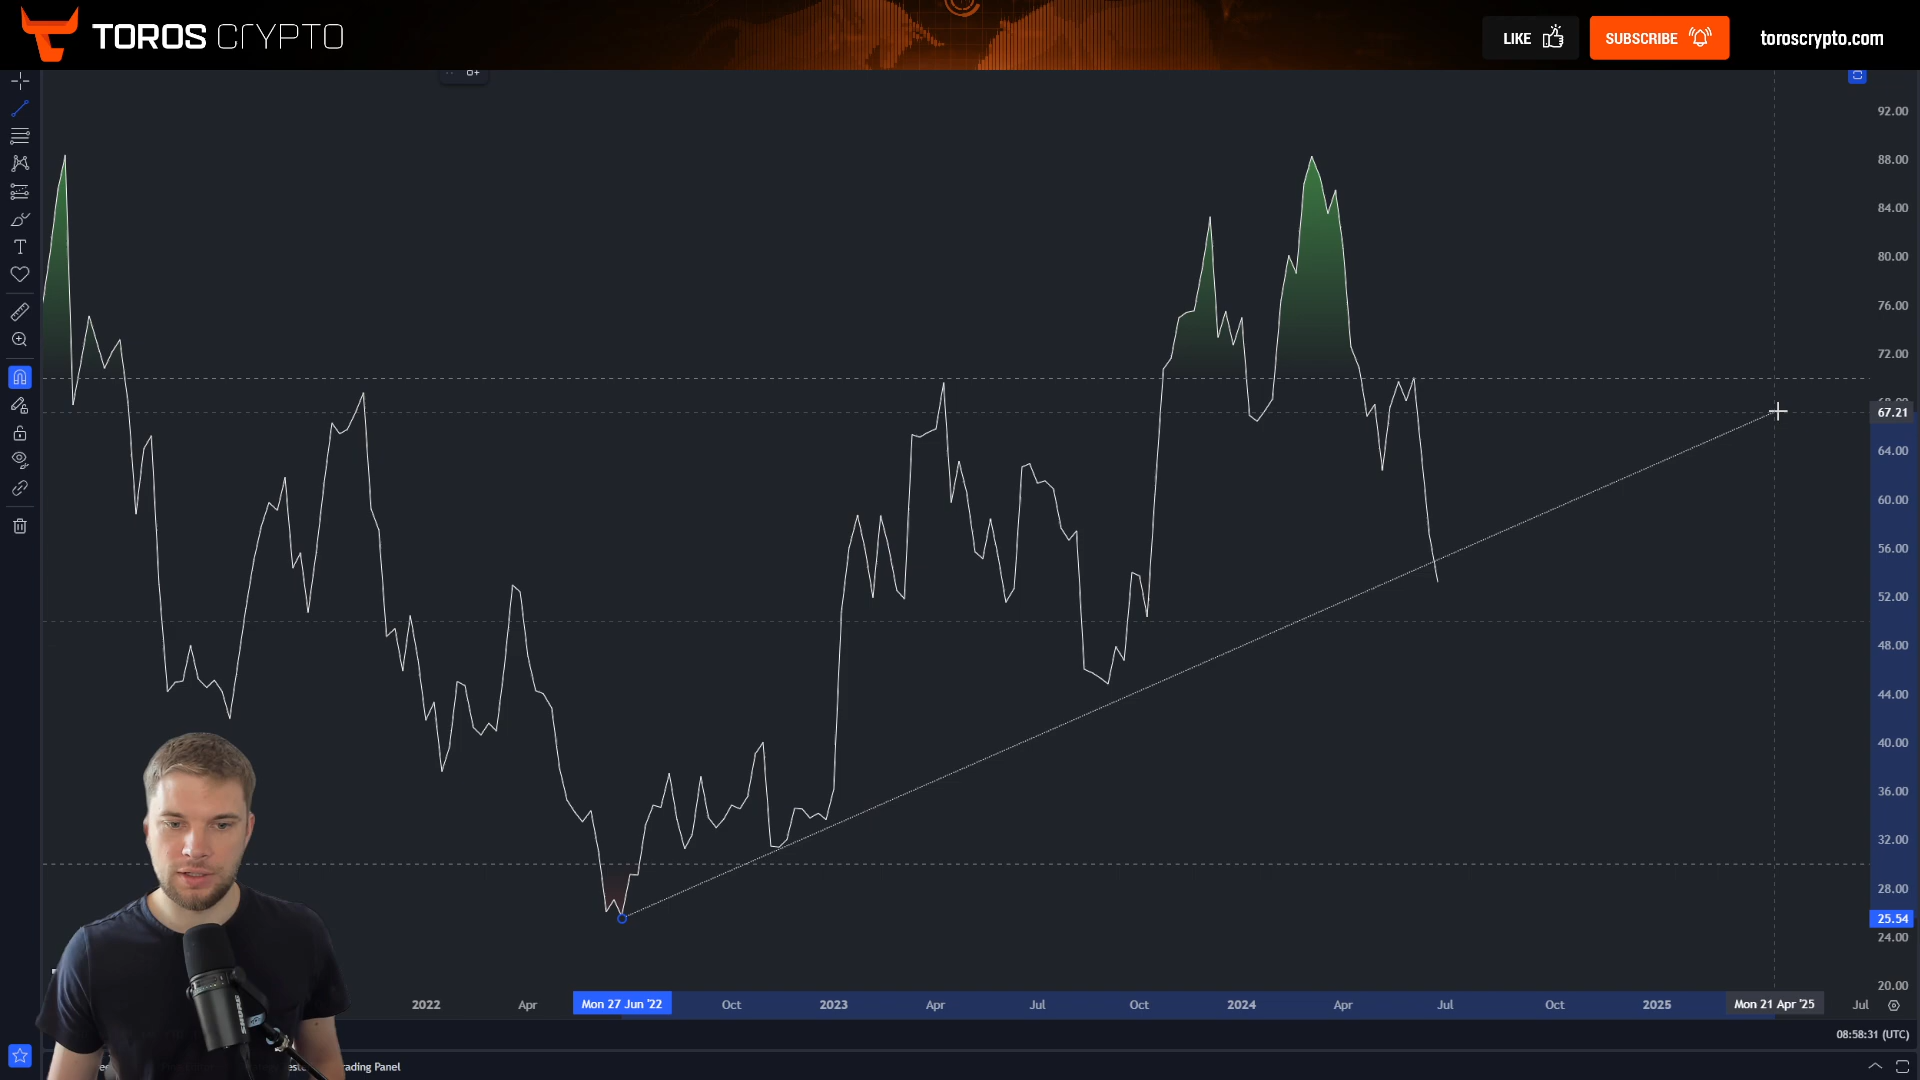 TOROS CRYPTO
LIKE
SUBSCRIBE
toroscrypto.com
92.00
88.00
84.00
80.00
76.00
72.00
67.21
64.00
60.00
56.00
52.00
48.00
44.00
40.00
36.00
32.00
28.00
25.54
24.00
20.00
2022
Apr
Mon 27 Jun '22
Oct
2023
Apr
Jul
Oct
2024
Apr
Jul
Oct
2025
Mon 21 Apr '25
Jul
08:58:31 (UTC)
rading Panel